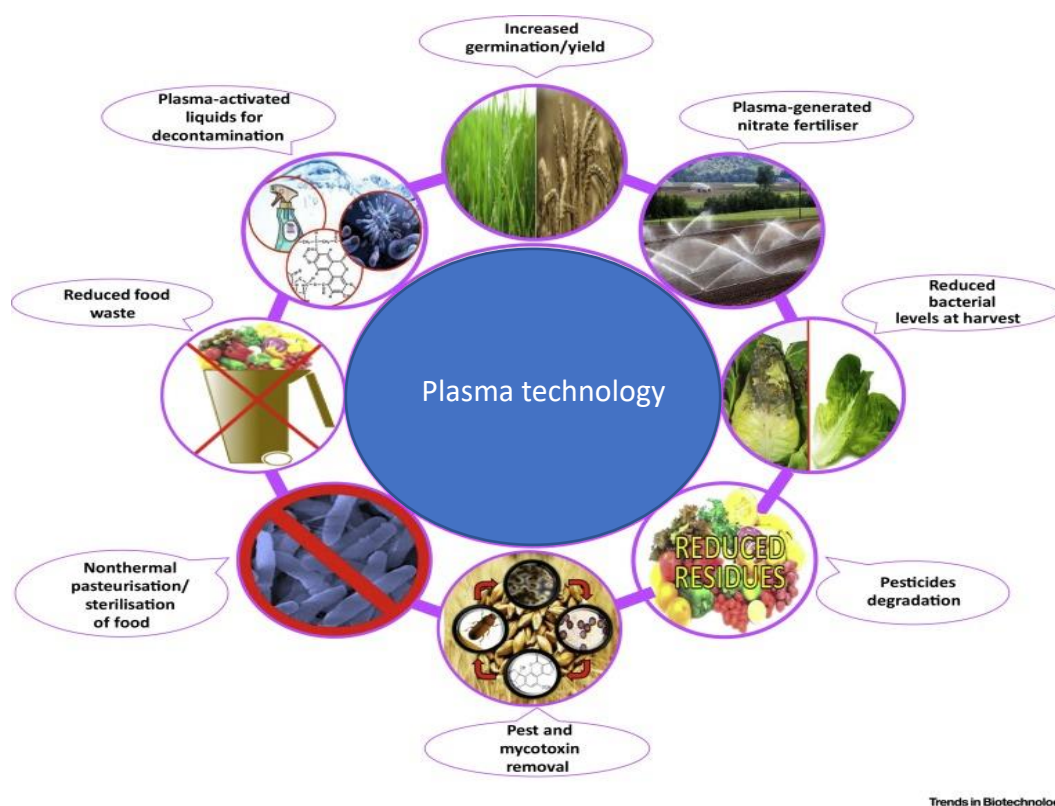 Increased
germination/yield
Plasma-activated
liquids for
decontamination
Plasma-generated
nitrate fertiliser
Reduced food
waste
Reduced
bacterial
levels at harvest
Plasma technology
REDUCED
RESIDUES
Nonthermal
pasteurisation/
sterilisation
of food
Pesticides
degradation
Pest and
mycotoxin
removal
Trends in Biotechnolo